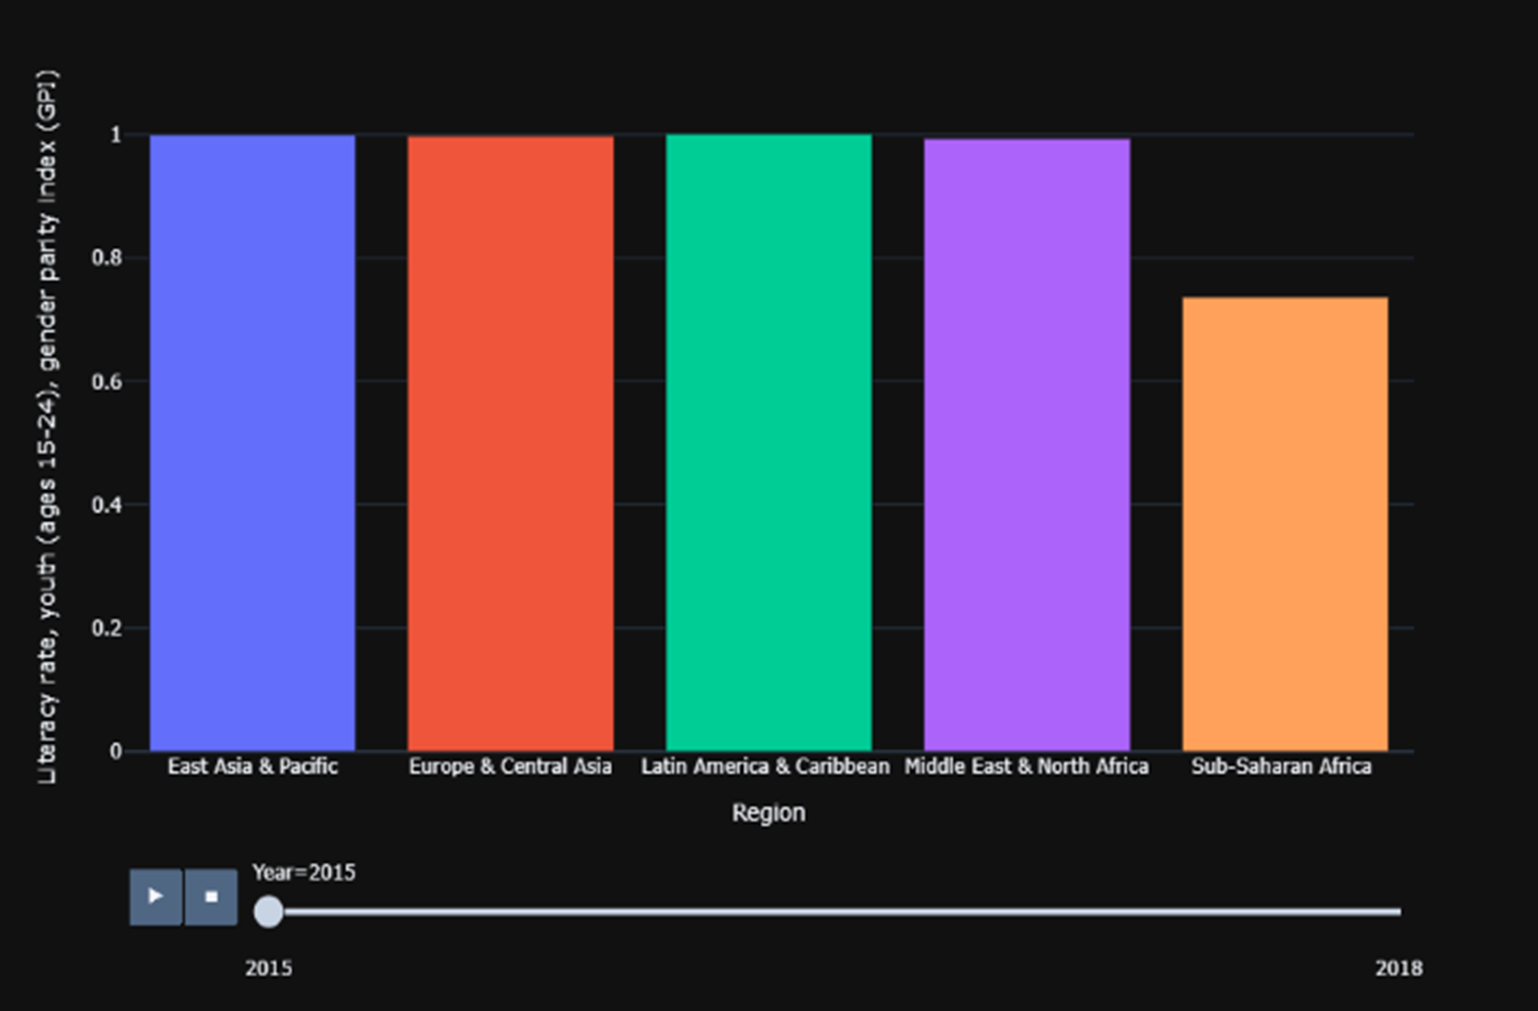 Literacy rate, youth (ages 15-24), gender parity index (GPI)
1
0.8
0.6
0.4
0.2
0
East Asia & Pacific
Europe & Central Asia
Latin America & Caribbean
Middle East & North Africa
Sub-Saharan Africa
Region
Year=2015
2015
2018